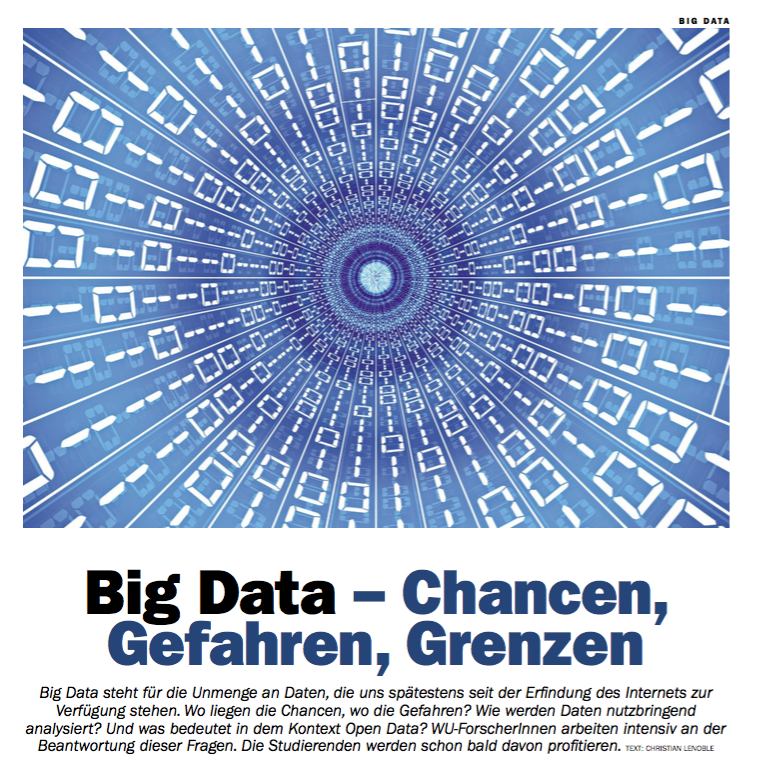 BIG DATA
Big Data – Chancen,
Gefahren, Grenzen
Big Data steht für die Unmenge an Daten, die uns spätestens seit der Erfindung des Internets zur
Verfügung stehen. Wo liegen die Chancen, wo die Gefahren? Wie werden Daten nutzbringend
analysiert? Und was bedeutet in dem Kontext Open Data? WU-ForscherInnen arbeiten intensiv an der
Beantwortung dieser Fragen. Die Studierenden werden schon bald davon profitieren. TEXT: CHRISTIAN LENOBLE